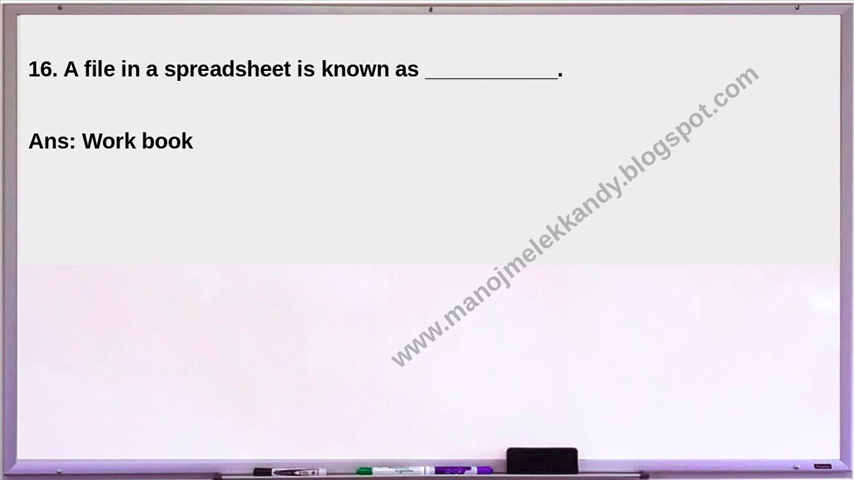 16. A file in a spreadsheet is known as ___________.
Ans: Work book
www.manojmelekkandy.blogspot.com